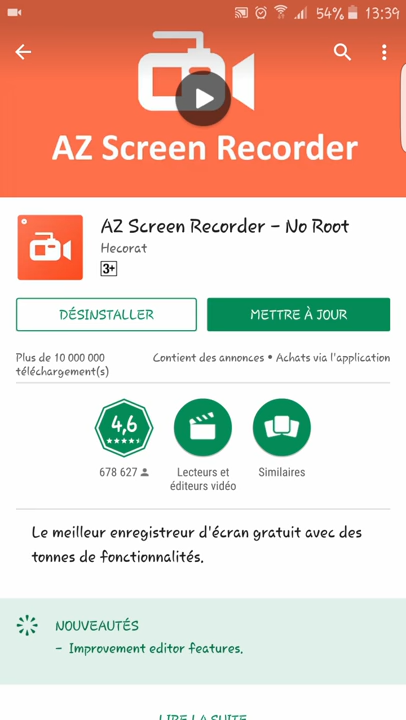 54% 13:39
AZ Screen Recorder
AZ Screen Recorder – No Root
Hecorat
3+
DÉSINSTALLER
METTRE À JOUR
Plus de 10 000 000
téléchargement(s)
Contient des annonces • Achats via l'application
4,6
678 627
Lecteurs et
éditeurs vidéo
Similaires
Le meilleur enregistreur d'écran gratuit avec des
tonnes de fonctionnalités.
NOUVEAUTÉS
- Improvement editor features.
LIRE LA SUITE